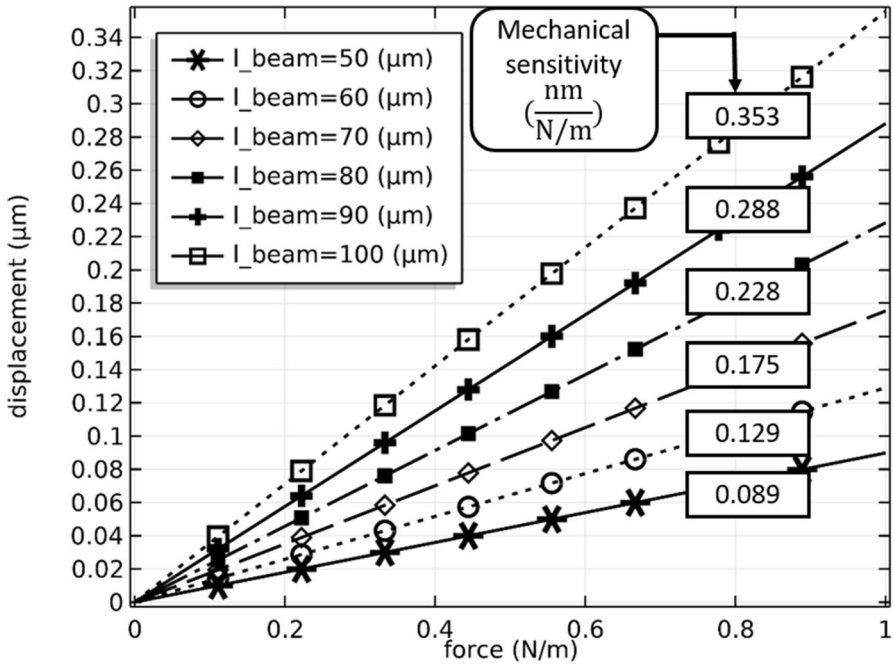 Mechanical
sensitivity
(nm/N/m)
l_beam=50 (μm)
l_beam=60 (μm)
l_beam=70 (μm)
l_beam=80 (μm)
l_beam=90 (μm)
l_beam=100 (μm)
0.353
0.288
0.228
0.175
0.129
0.089
displacement (μm)
0.34
0.32
0.3
0.28
0.26
0.24
0.22
0.2
0.18
0.16
0.14
0.12
0.1
0.08
0.06
0.04
0.02
0
0 0.2 0.4 0.6 0.8 1
force (N/m)